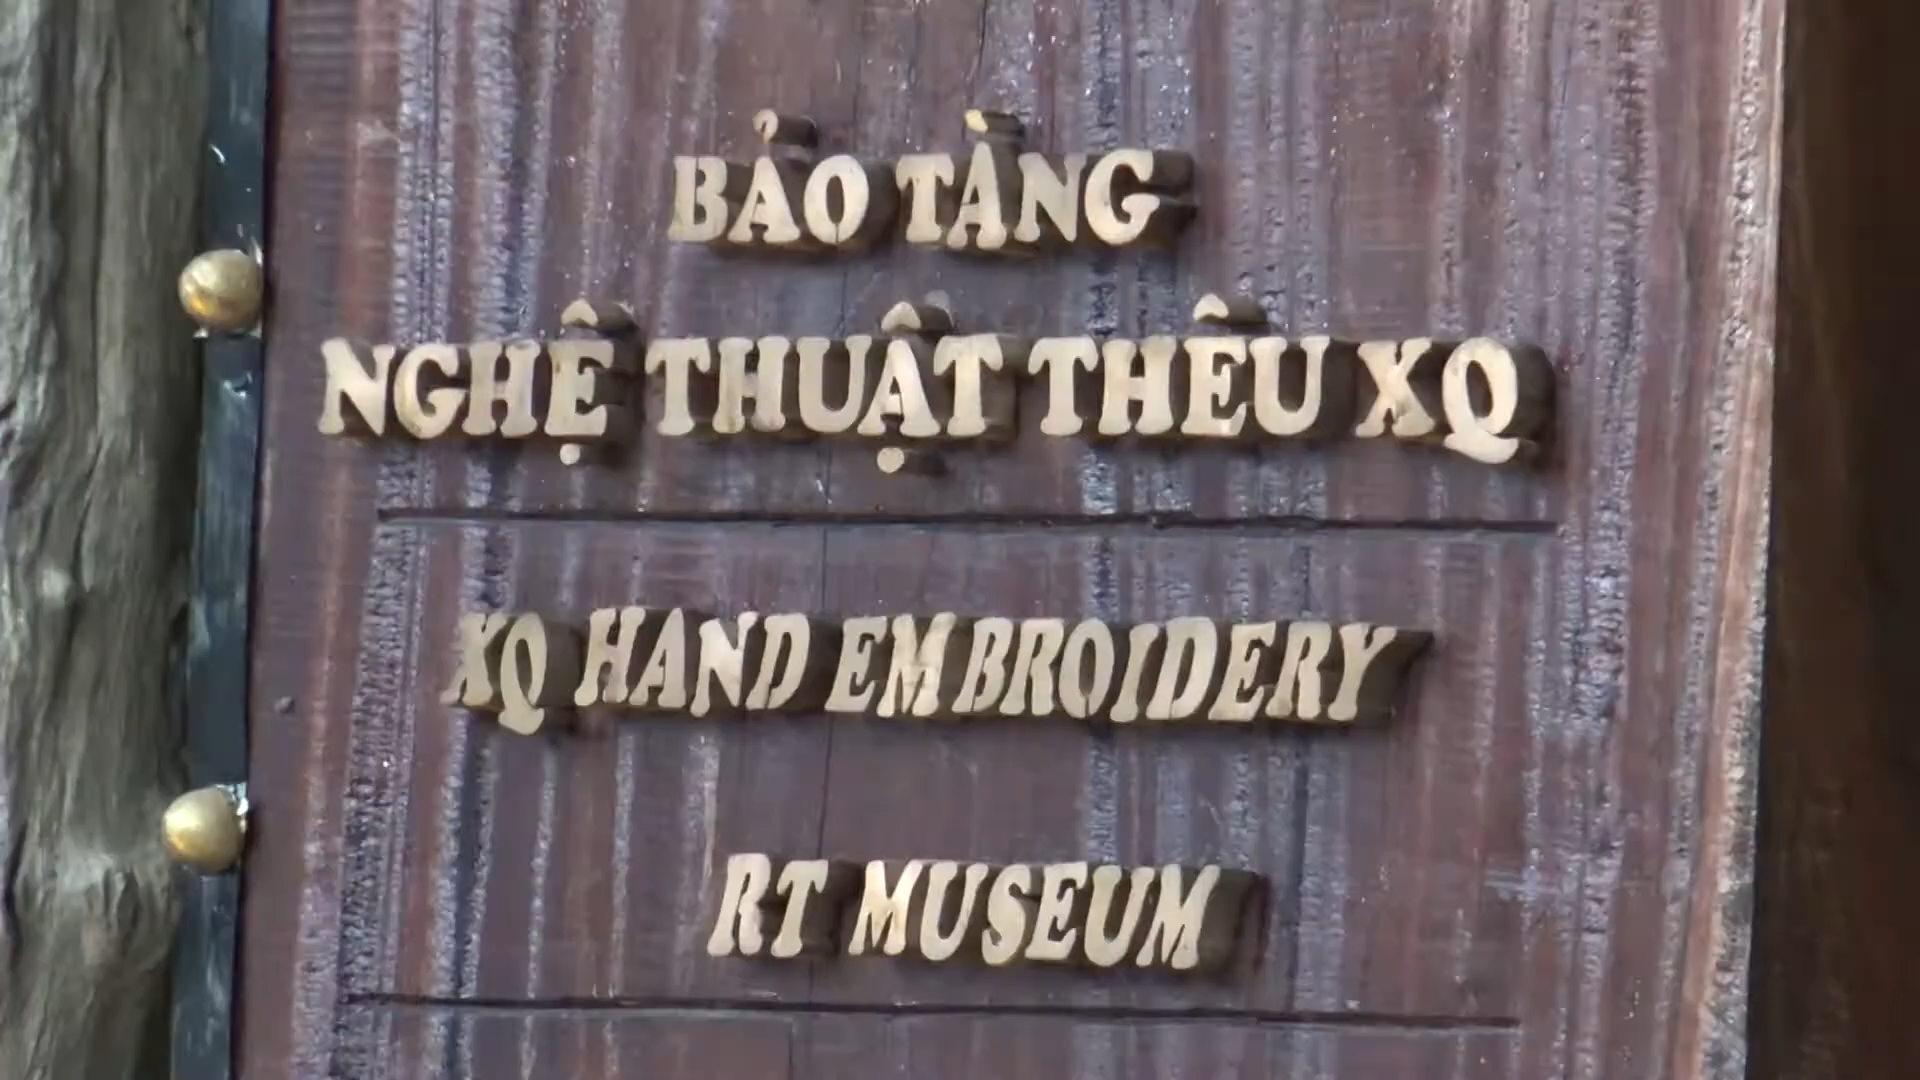 BẢO TÀNG
NGHỆ THUẬT THÊU XQ
XQ HAND EMBROIDERY
RT MUSEUM